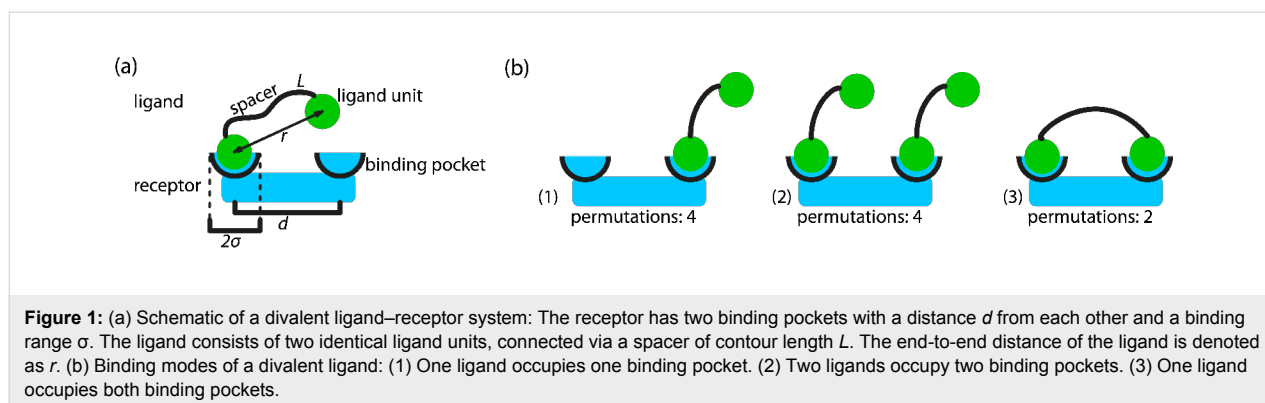 (a)
ligand
spacer
L
ligand unit
r
binding pocket
receptor
d
2σ
(b)
(1)
permutations: 4
(2)
permutations: 4
(3)
permutations: 2
Figure 1: (a) Schematic of a divalent ligand–receptor system: The receptor has two binding pockets with a distance d from each other and a binding
range σ. The ligand consists of two identical ligand units, connected via a spacer of contour length L. The end-to-end distance of the ligand is denoted
as r. (b) Binding modes of a divalent ligand: (1) One ligand occupies one binding pocket. (2) Two ligands occupy two binding pockets. (3) One ligand
occupies both binding pockets.